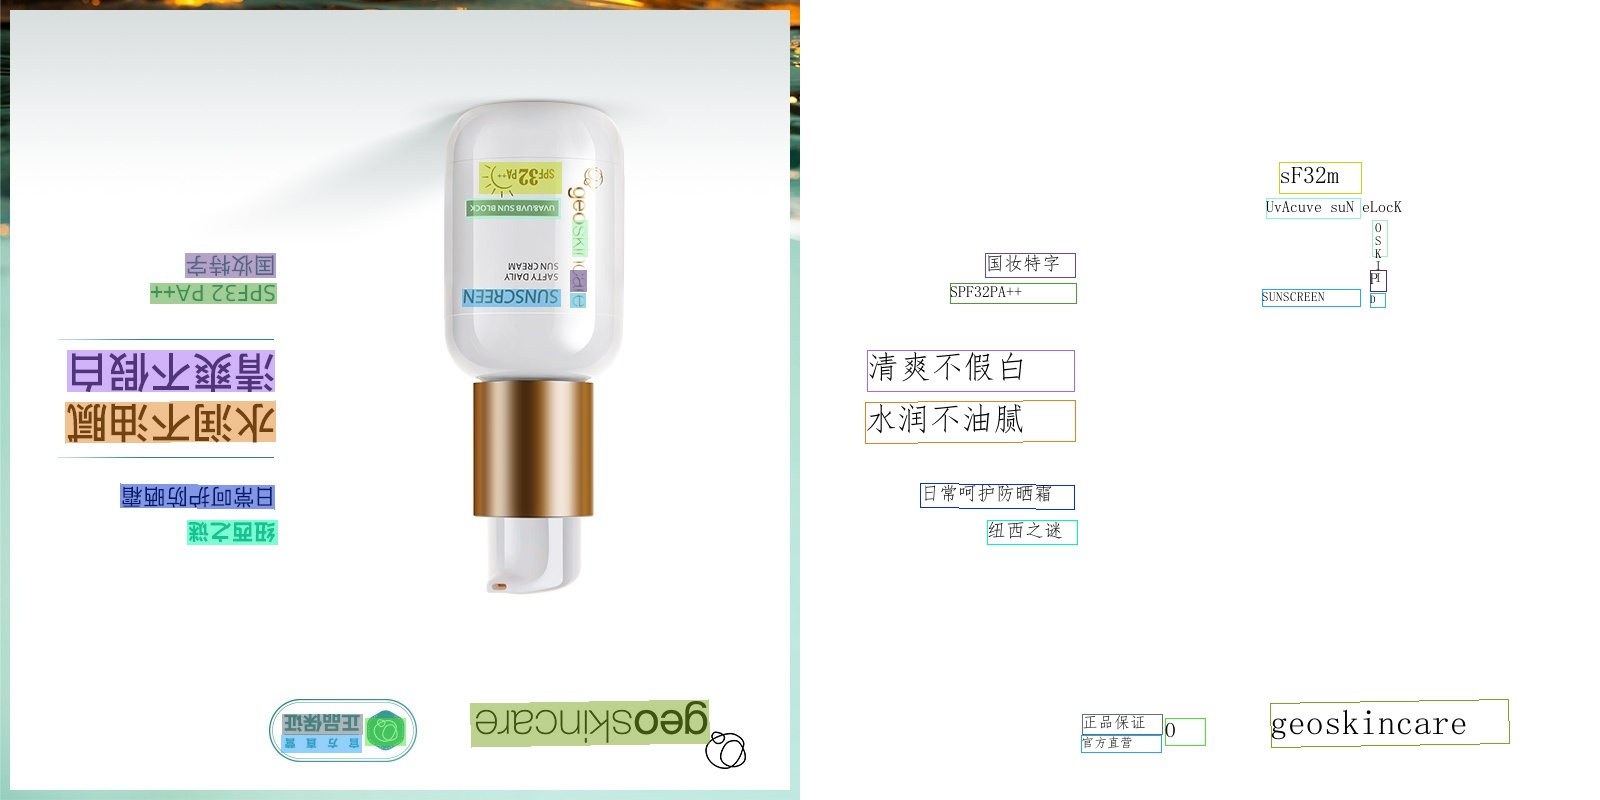 SPF32 PA++
UVA&UVB SUN BLOCK
geoskincare
SUN CREAM
SAFTY DAILY
SUNSCREEN
国妆特字
SPF32 PA++
清爽不假白
水润不油腻
日常呵护防晒霜
纽西之谜
正品保证
官方直营
geoskincare
sF32m
UvAcuve suN eLocK
OSKI
PI
SUNSCREEN
D
国妆特字
SPF32PA++
清爽不假白
水润不油腻
日常呵护防晒霜
纽西之谜
正品保证
O
官方直营
geoskincare